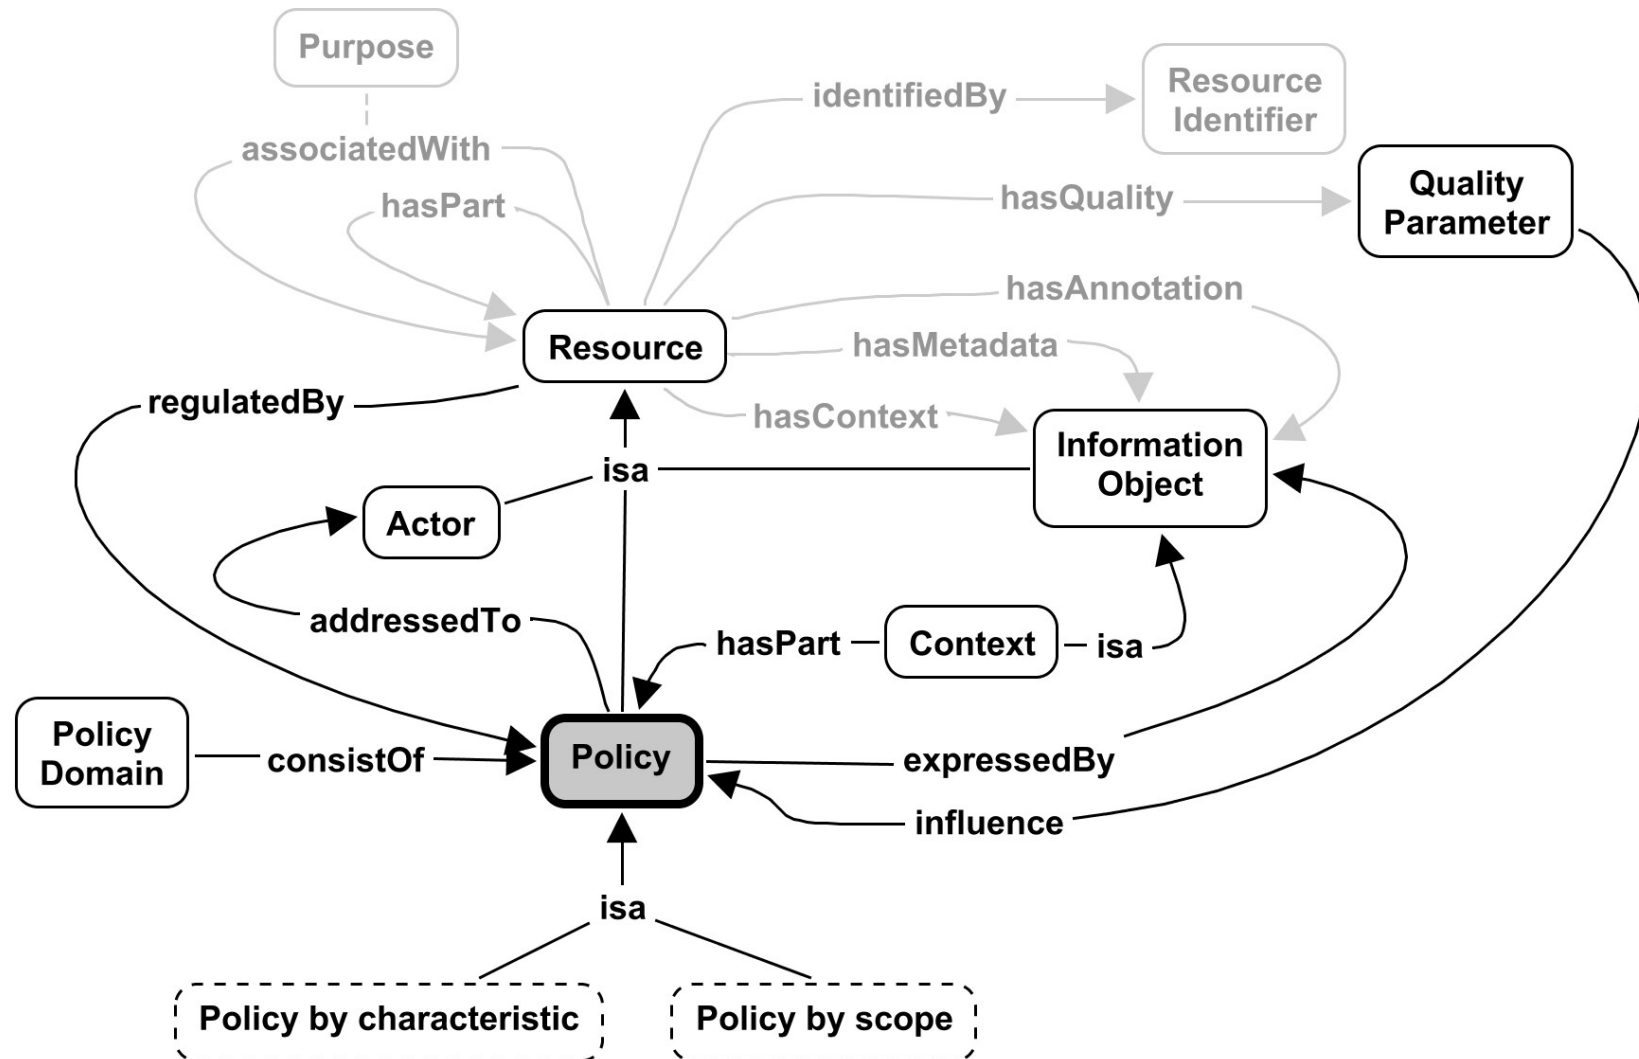 Purpose
identifiedBy
Resource
Identifier
associatedWith
hasPart
hasQuality
Quality
Parameter
hasAnnotation
Resource
hasMetadata
regulatedBy
hasContext
Information
Object
isa
Actor
addressedTo
hasPart
Context
isa
Policy
Domain
consistOf
Policy
expressedBy
influence
isa
Policy by characteristic
Policy by scope